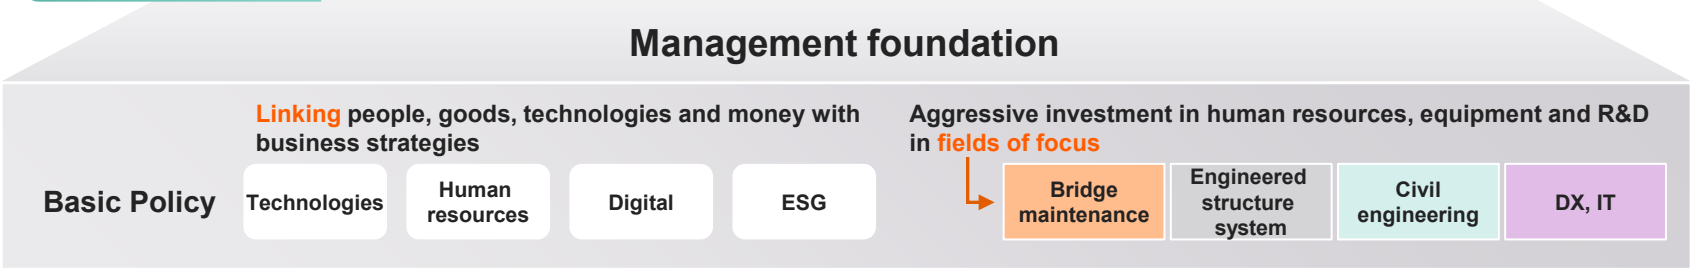 Management foundation
Linking people, goods, technologies and money with
business strategies
Aggressive investment in human resources, equipment and R&D
in fields of focus
Basic Policy
Technologies
Human
resources
Digital
ESG
Bridge
maintenance
Engineered
structure
system
Civil
engineering
DX, IT